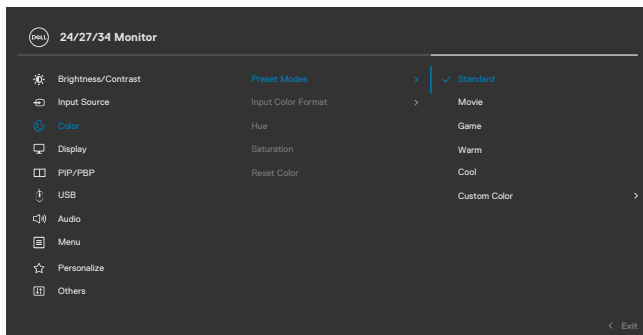 DELL
24/27/34 Monitor
Brightness/Contrast Preset Modes > Standard
Input Source Input Color Format > Movie
Color Hue Game
Display Saturation Warm
PIP/PBP Reset Color Cool
USB Custom Color >
Audio
Menu
Personalize
Others
< Exit